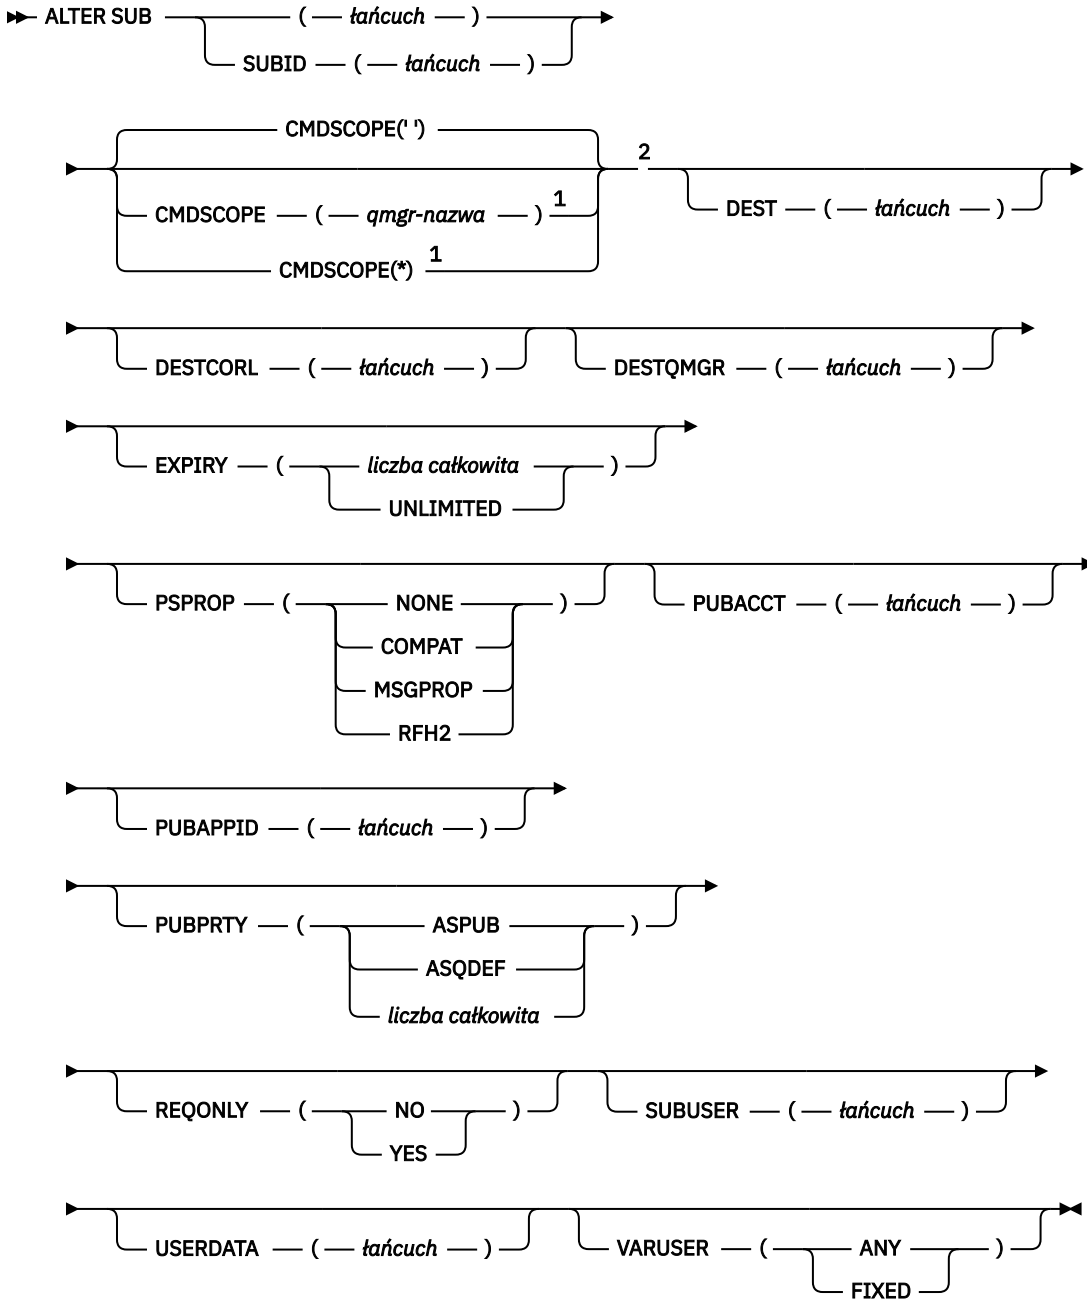 ALTER SUB ( łańcuch )
SUBID ( łańcuch )
CMDSCOPE(' ')
2
CMDSCOPE ( qmgr-nazwa ) 1
DEST ( łańcuch )
CMDSCOPE(*) 1
DESTCORL ( łańcuch ) DESTQMGR ( łańcuch )
EXPIRY ( liczba całkowita )
UNLIMITED
PSPROP ( NONE ) PUBACCT ( łańcuch )
COMPAT
MSGPROP
RFH2
PUBAPPID ( łańcuch )
PUBPRTY ( ASPUB )
ASQDEF
liczba całkowita
REQONLY ( NO ) SUBUSER ( łańcuch )
YES
USERDATA ( łańcuch ) VARUSER ( ANY )
FIXED